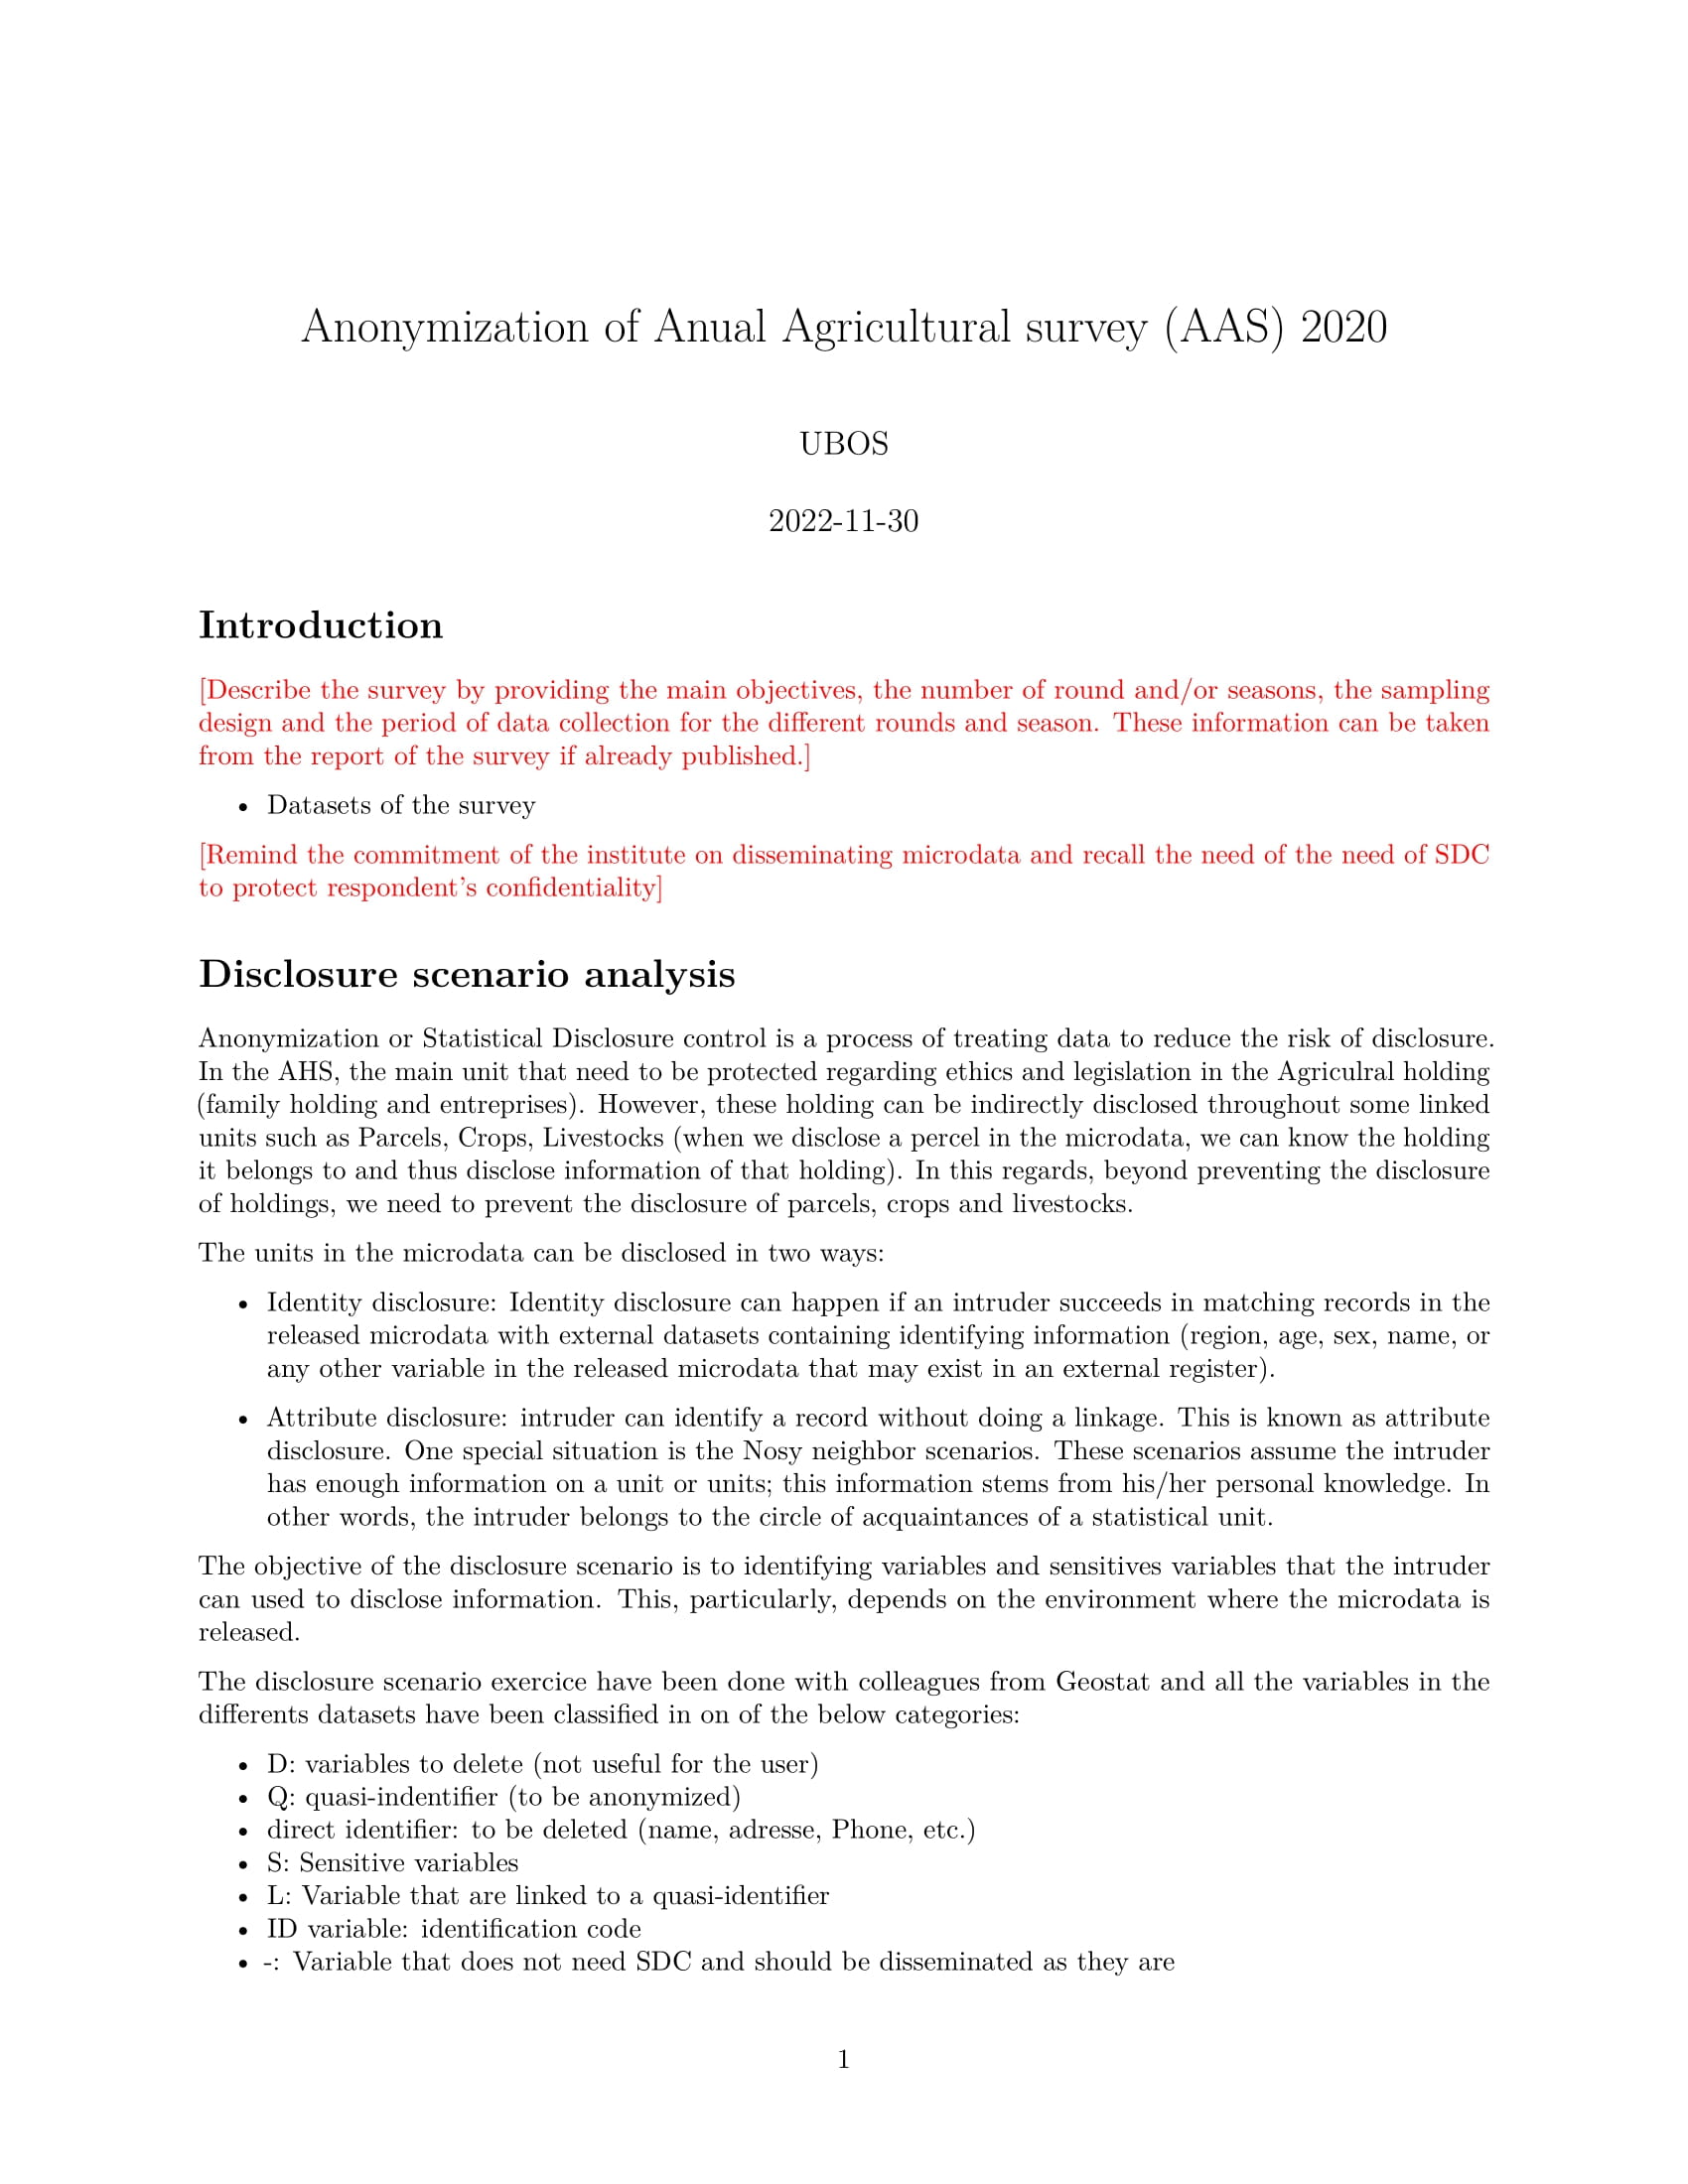 Anonymization of Anual Agricultural survey (AAS) 2020
UBOS
2022-11-30
Introduction
[Describe the survey by providing the main objectives, the number of round and/or seasons, the sampling
design and the period of data collection for the different rounds and season. These information can be taken
from the report of the survey if already published.]
• Datasets of the survey
[Remind the commitment of the institute on disseminating microdata and recall the need of the need of SDC
to protect respondent's confidentiality]
Disclosure scenario analysis
Anonymization or Statistical Disclosure control is a process of treating data to reduce the risk of disclosure.
In the AHS, the main unit that need to be protected regarding ethics and legislation in the Agriculral holding
(family holding and entreprises). However, these holding can be indirectly disclosed throughout some linked
units such as Parcels, Crops, Livestocks (when we disclose a percel in the microdata, we can know the holding
it belongs to and thus disclose information of that holding). In this regards, beyond preventing the disclosure
of holdings, we need to prevent the disclosure of parcels, crops and livestocks.
The units in the microdata can be disclosed in two ways:
• Identity disclosure: Identity disclosure can happen if an intruder succeeds in matching records in the
released microdata with external datasets containing identifying information (region, age, sex, name, or
any other variable in the released microdata that may exist in an external register).
• Attribute disclosure: intruder can identify a record without doing a linkage. This is known as attribute
disclosure. One special situation is the Nosy neighbor scenarios. These scenarios assume the intruder
has enough information on a unit or units; this information stems from his/her personal knowledge. In
other words, the intruder belongs to the circle of acquaintances of a statistical unit.
The objective of the disclosure scenario is to identifying variables and sensitives variables that the intruder
can used to disclose information. This, particularly, depends on the environment where the microdata is
released.
The disclosure scenario exercice have been done with colleagues from Geostat and all the variables in the
differents datasets have been classified in on of the below categories:
• D: variables to delete (not useful for the user)
• Q: quasi-indentifier (to be anonymized)
• direct identifier: to be deleted (name, adresse, Phone, etc.)
• S: Sensitive variables
• L: Variable that are linked to a quasi-identifier
• ID variable: identification code
• -: Variable that does not need SDC and should be disseminated as they are
1